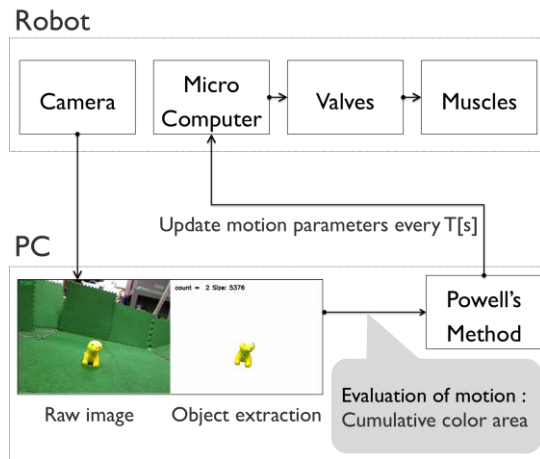 Robot
Camera
Micro
Computer
Valves
Muscles
Update motion parameters every T[s]
PC
count = 2 Size: 5376
Powell's
Method
Raw image
Object extraction
Evaluation of motion :
Cumulative color area